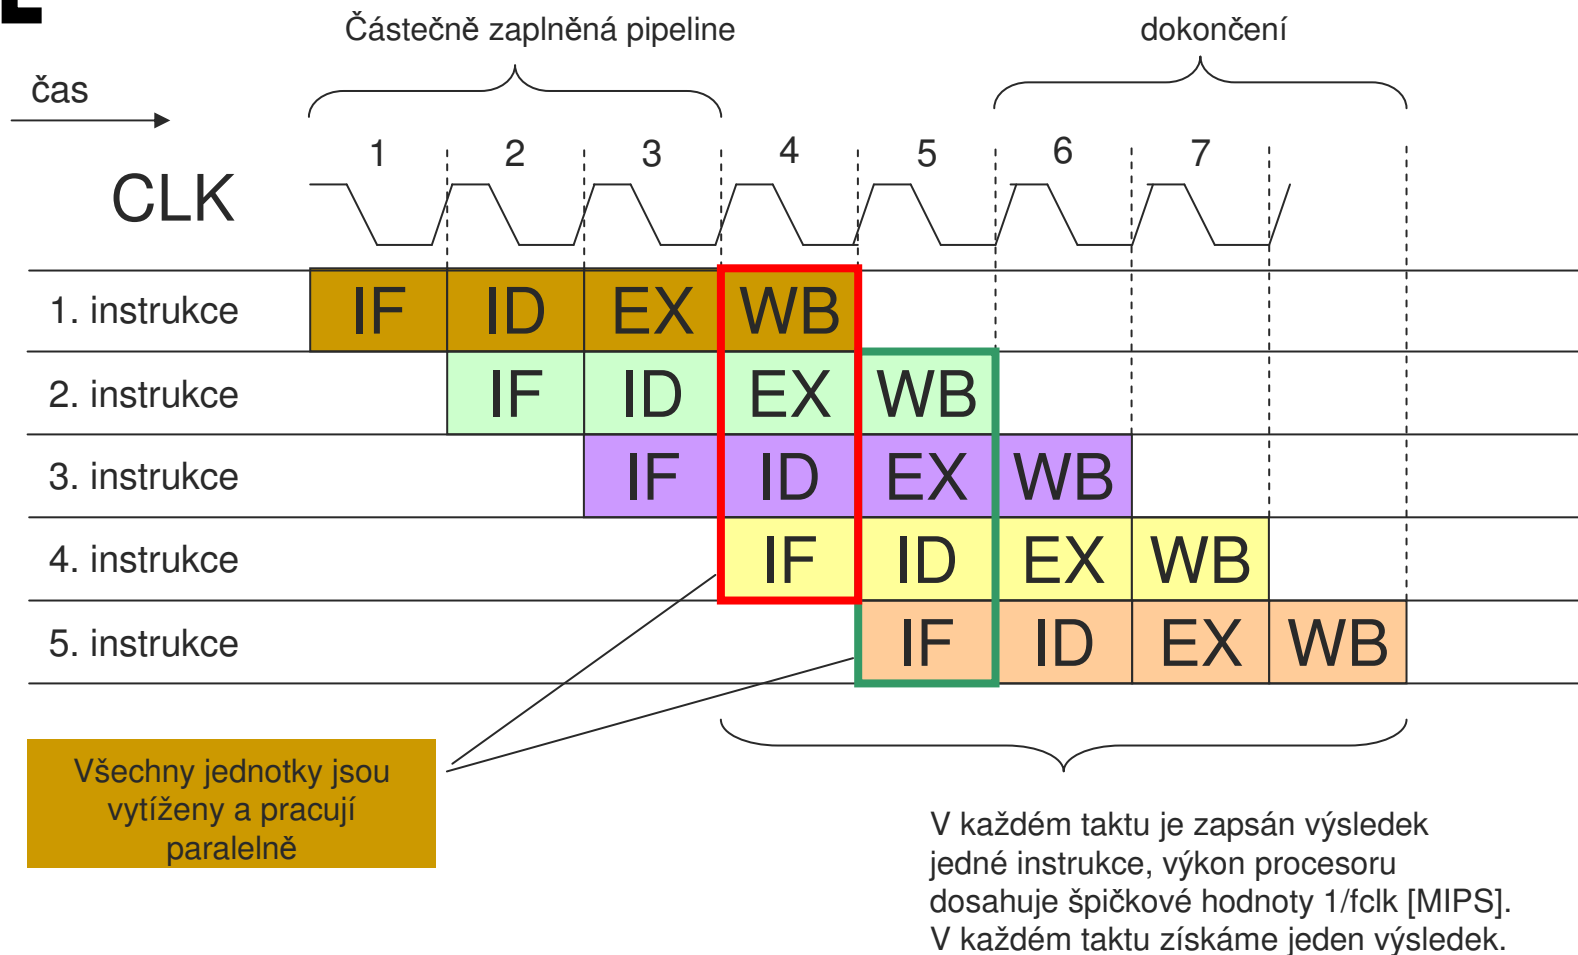 Částečně zaplněná pipeline
dokončení
čas
1 2 3 4 5 6 7
CLK
1. instrukce IF ID EX WB
2. instrukce IF ID EX WB
3. instrukce IF ID EX WB
4. instrukce IF ID EX WB
5. instrukce IF ID EX WB
Všechny jednotky jsou
vytíženy a pracují
paralelně
V každém taktu je zapsán výsledek
jedné instrukce, výkon procesoru
dosahuje špičkové hodnoty 1/fclk [MIPS].
V každém taktu získáme jeden výsledek.